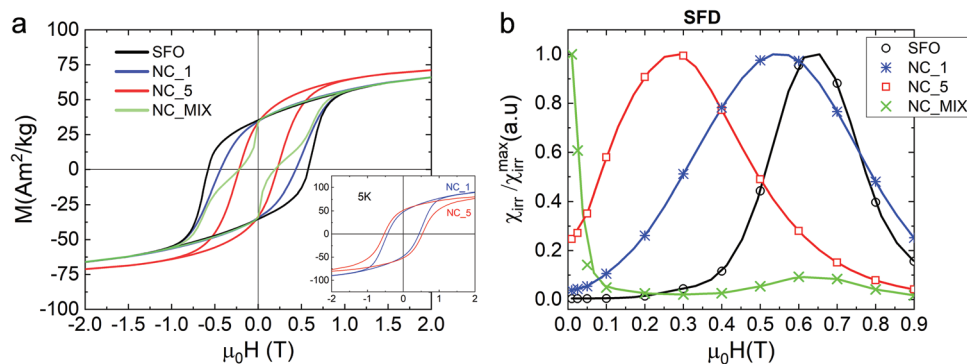 a
M(Am²/kg)
100
75
50
25
0
-25
-50
-75
-100
SFO
NC_1
NC_5
NC_MIX
-2.0 -1.5 -1.0 -0.5 0.0 0.5 1.0 1.5 2.0
μ₀H (T)
5K
NC_1
NC_5
100
50
0
-50
-100
-2 -1 0 1 2
b
SFD
χirr/χirr^max(a.u)
1.0
0.8
0.6
0.4
0.2
0.0
SFO
NC_1
NC_5
NC_MIX
0.0 0.1 0.2 0.3 0.4 0.5 0.6 0.7 0.8 0.9
μ₀H(T)